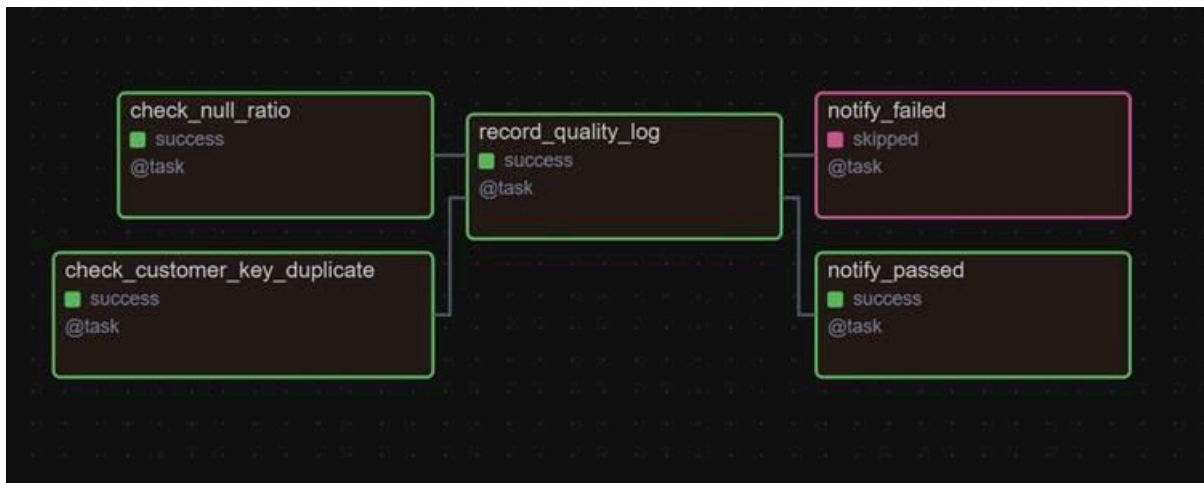 check_null_ratio
success
@task
check_customer_key_duplicate
success
@task
record_quality_log
success
@task
notify_failed
skipped
@task
notify_passed
success
@task